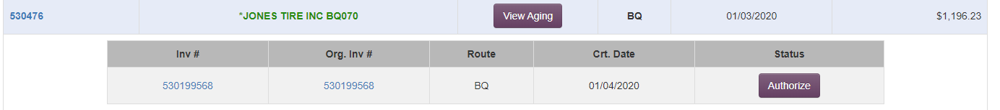 530476 *JONES TIRE INC BQ070 View Aging BQ 01/03/2020 $1,196.23
Inv # Org. Inv # Route Crt. Date Status
530199568 530199568 BQ 01/04/2020 Authorize